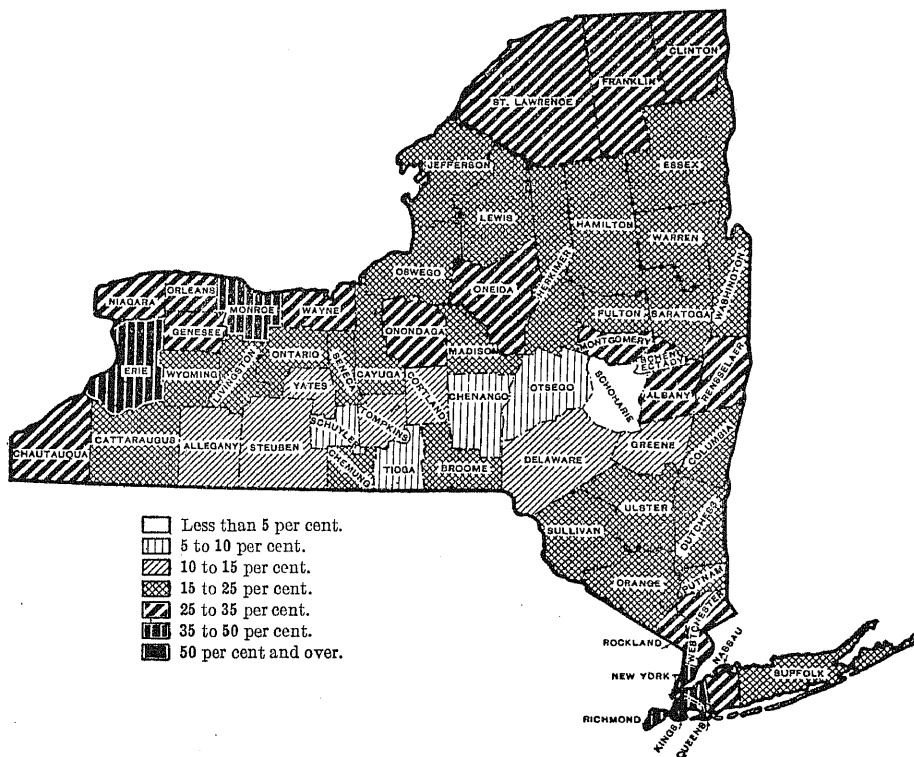 CLINTON
FRANKLIN
ST. LAWRENCE
ESSEX
JEFFERSON
LEWIS
HAMILTON
WARREN
WASHINGTON
HERKIMER
OSWEGO
ONEIDA
ORLEANS
NIAGARA
MONROE
WAYNE
FULTON
SARATOGA
GENESEE
ONONDAGA
MONTGOMERY
SCHENECTADY
MADISON
ERIE
WYOMING
LIVINGSTON
ONTARIO
SENECA
CAYUGA
YATES
CORTLAND
CHENANGO
OTSEGO
SCHOHARIE
ALBANY
RENSSELAER
SCHUYLER
TOMPKINS
CATTARAUGUS
ALLEGANY
STEUBEN
CHAUTAUQUA
CHEMUNG
TIOGA
BROOME
DELAWARE
GREENE
COLUMBIA
ULSTER
SULLIVAN
DUTCHESS
ORANGE
PUTNAM
WESTCHESTER
ROCKLAND
NASSAU
NEW YORK
SUFFOLK
RICHMOND
KINGS
QUEENS
Less than 5 per cent.
5 to 10 per cent.
10 to 15 per cent.
15 to 25 per cent.
25 to 35 per cent.
35 to 50 per cent.
50 per cent and over.